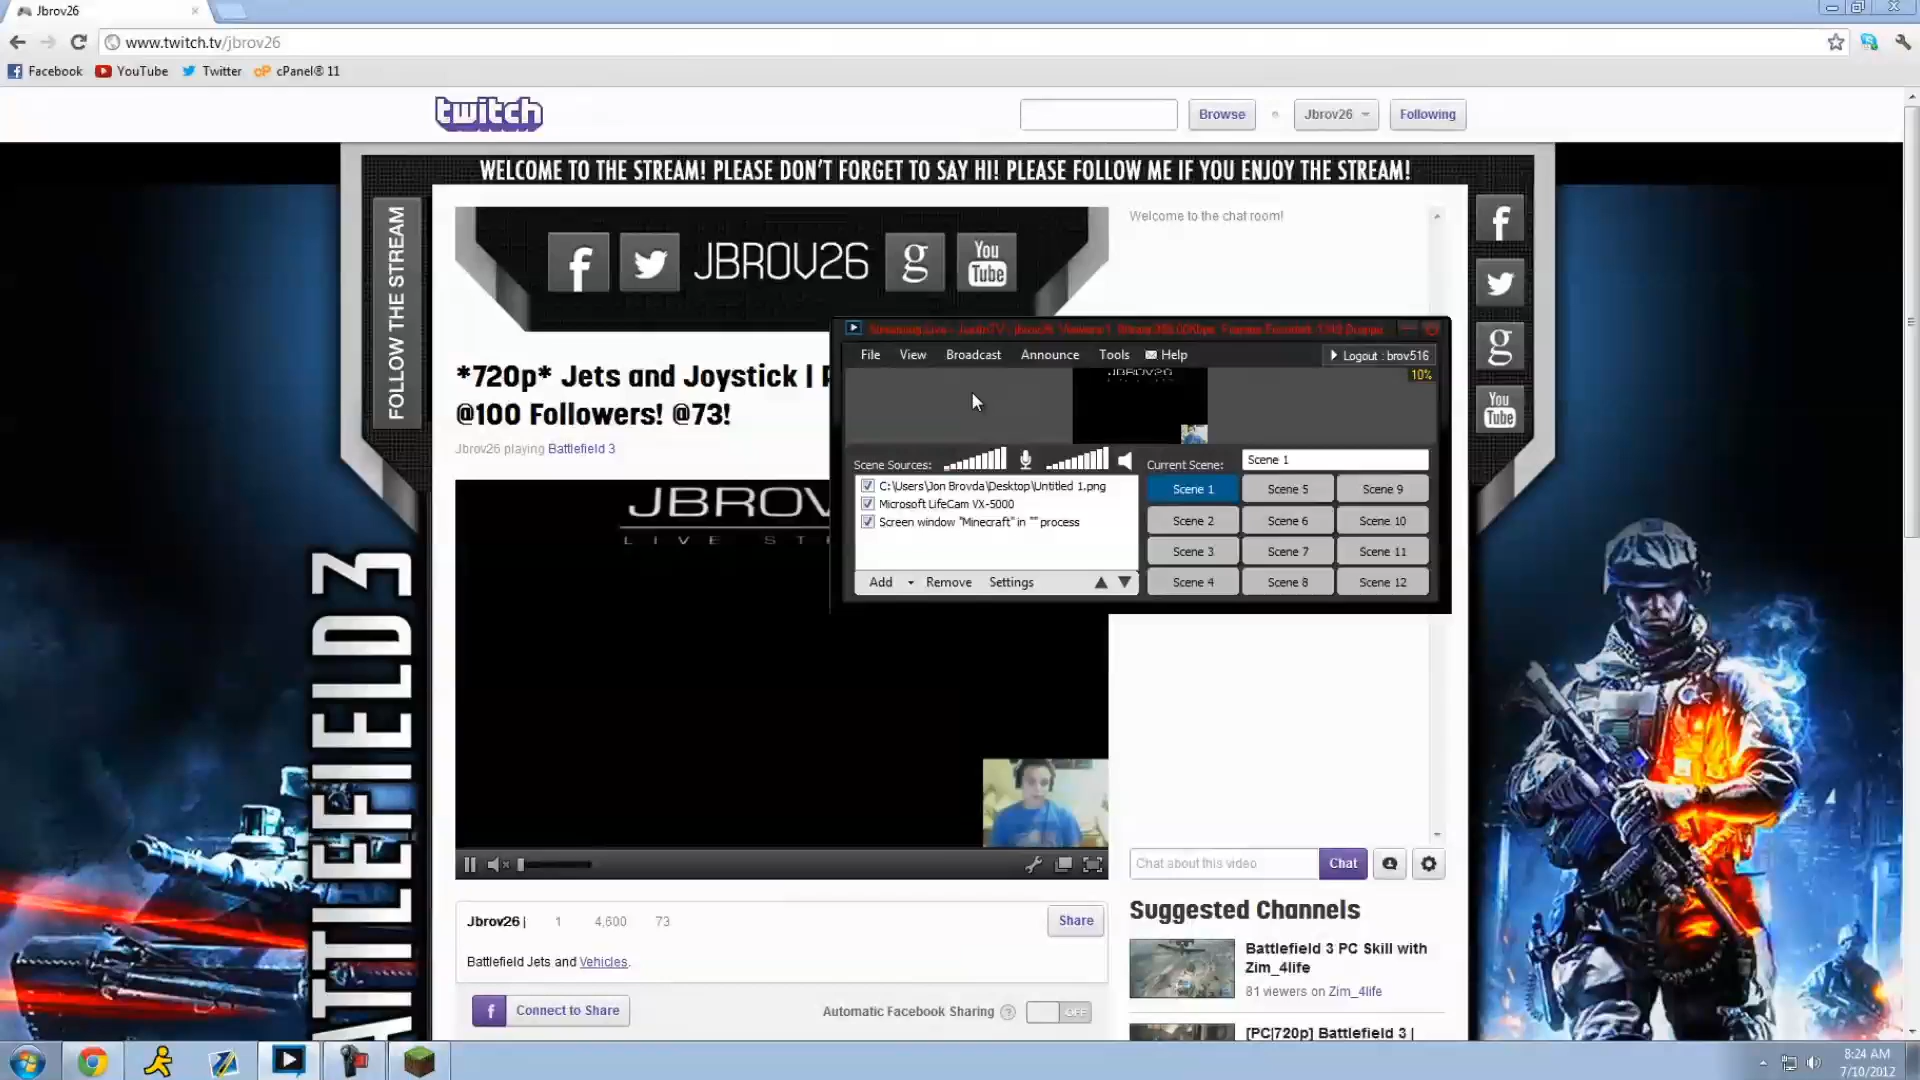 Jbrov26
www.twitch.tv/jbrov26
Facebook
YouTube
Twitter
cP
cPanel® 11
twitch
Browse
Jbrov26
Following
WELCOME TO THE STREAM! PLEASE DON'T FORGET TO SAY HI! PLEASE FOLLOW ME IF YOU ENJOY THE STREAM!
FOLLOW THE STREAM
JBROV26
g
You
Tube
Welcome to the chat room!
g
You
Tube
*720p* Jets and Joystick |
@100 Followers! @73!
Jbrov26 playing Battlefield 3
File
View
Broadcast
Announce
Tools
Help
Logout : brov516
JBROV26
10%
Scene Sources:
Current Scene:
Scene 1
C:\Users\Jon Brovda\Desktop\Untitled 1.png
Microsoft LifeCam VX-5000
Screen window "Minecraft" in "" process
Scene 1
Scene 5
Scene 9
Scene 2
Scene 6
Scene 10
Scene 3
Scene 7
Scene 11
Scene 4
Scene 8
Scene 12
Add
Remove
Settings
JBROV
LIVE STR
BATTLEFIELD 3
Chat about this video
Chat
Jbrov26 |
1
4,600
73
Share
Battlefield Jets and Vehicles.
Connect to Share
Automatic Facebook Sharing
?
OFF
Suggested Channels
Battlefield 3 PC Skill with
Zim_4life
81 viewers on Zim_4life
[PC|720p] Battlefield 3 |
8:24 AM
7/10/2012